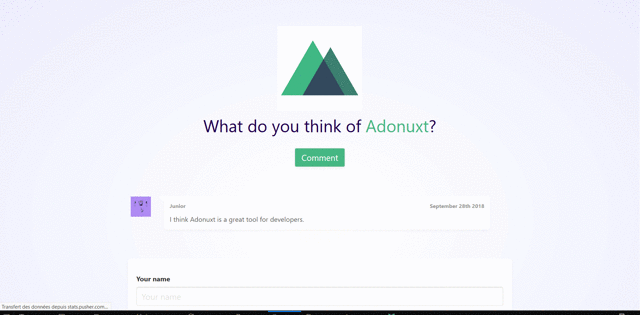 What do you think of Adonuxt?
Comment
Junior September 28th 2018
I think Adonuxt is a great tool for developers.
Your name
Your name
Transfert des données depuis stats.pusher.com...